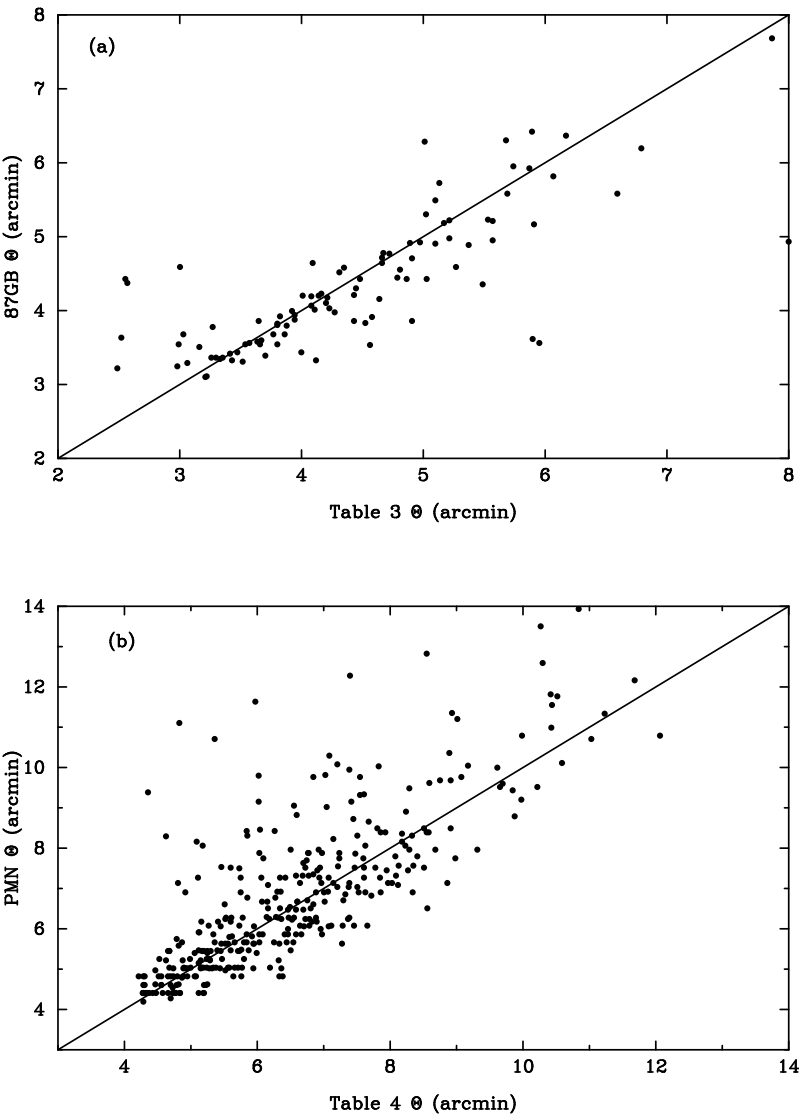 (a)
8
7
6
5
4
3
2
87GB Θ (arcmin)
2 3 4 5 6 7 8
Table 3 Θ (arcmin)
(b)
14
12
10
8
6
4
PMN Θ (arcmin)
4 6 8 10 12 14
Table 4 Θ (arcmin)